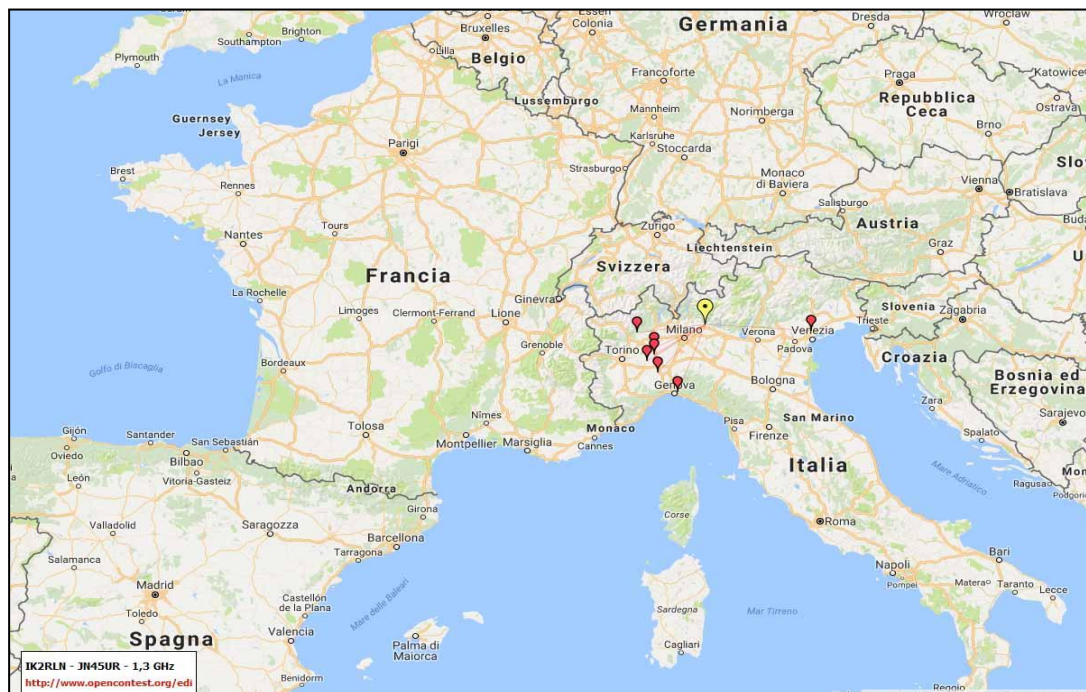 Southampton
Brighton
Plymouth
La Manica
Guernsey
Jersey
Bruxelles
Lilla
Belgio
Essen
Colonia
Germania
Dresda
Wroclaw
Francoforte
Lussemburgo
Mannheim
Norimberga
Karlsruhe
Stoccarda
Strasburgo
Praga
Repubblica
Ceca
Katowice
Ostrava
Brno
Parigi
Brest
Rennes
Monaco
di Baviera
Vienna
Bratislava
Salisburgo
Austria
Graz
Nantes
Tours
Zurigo
Liechtenstein
Svizzera
Francia
Ginevra
La Rochelle
Limoges
Clermont-Ferrand
Lione
Grenoble
Slovenia
Zagabria
Trieste
Milano
Verona
Venezia
Padova
Torino
Croazia
Bordeaux
Golfo di Biscaglia
Genova
Bologna
Bosnia ed
Erzegovina
Zara
San Marino
Sarajevo
Nîmes
Monaco
Pisa
Firenze
Spalato
Gijón
Santander
San Sebastián
Tolosa
Montpellier
Marsiglia
Cannes
Oviedo
Bilbao
Vitoria-Gasteiz
León
Italia
Mare Adriatico
Ragusa
Podgorica
Andorra
Girona
Corse
Valladolid
Saragozza
Barcellona
Roma
Salamanca
Tarragona
Bari
Napoli
Pompei
Matera
Taranto
Lecce
Madrid
Toledo
Castellón
de la Plana
Mare delle Baleari
Sardegna
Mar Tirreno
Spagna
Valencia
Palma di
Maiorca
Cagliari
Benidorm
Reggio
IK2RLN - JN45UR - 1,3 GHz
http://www.opencontest.org/edi